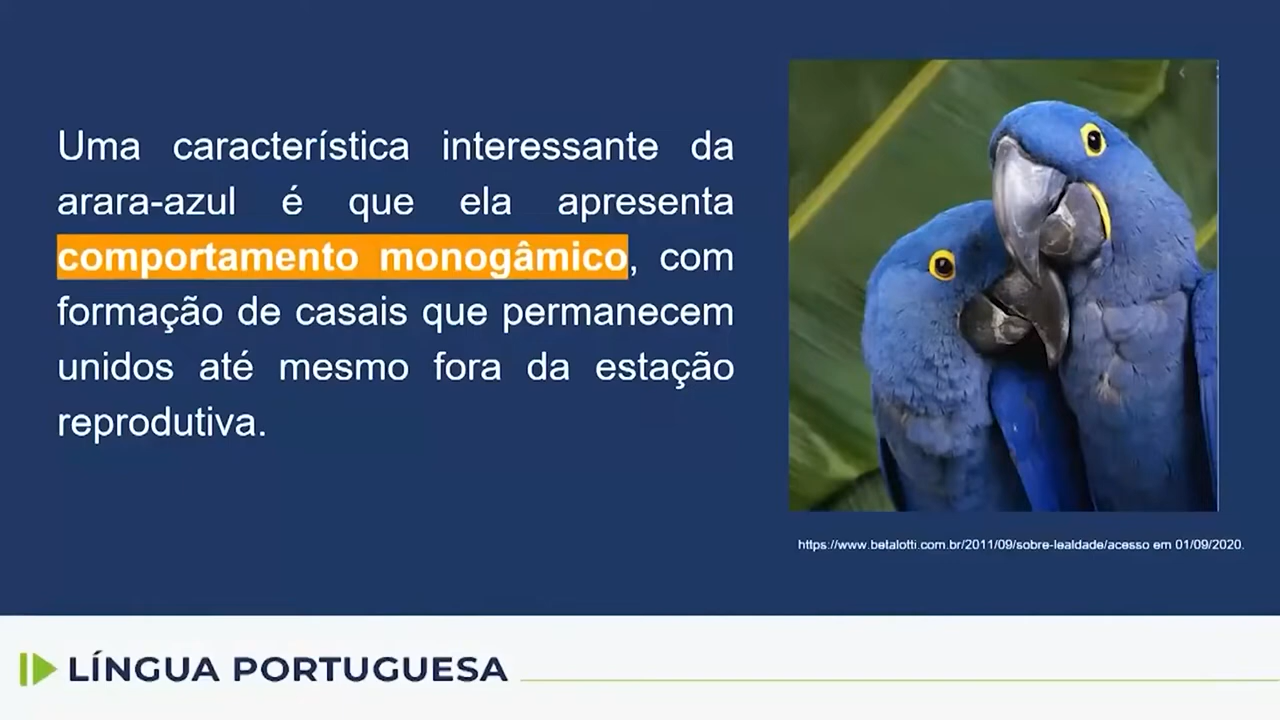 Uma característica interessante da
arara-azul é que ela apresenta
comportamento monogâmico, com
formação de casais que permanecem
unidos até mesmo fora da estação
reprodutiva.
https://www.betalotti.com.br/2011/09/sobre-lealdade/acesso em 01/09/2020.
LÍNGUA PORTUGUESA